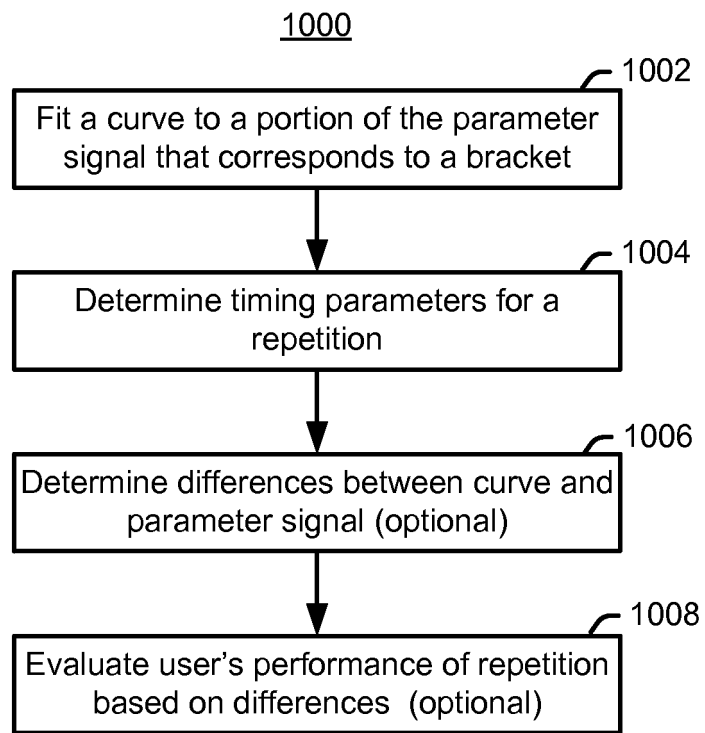 1000
1002
Fit a curve to a portion of the parameter
signal that corresponds to a bracket
1004
Determine timing parameters for a
repetition
1006
Determine differences between curve and
parameter signal (optional)
1008
Evaluate user's performance of repetition
based on differences (optional)